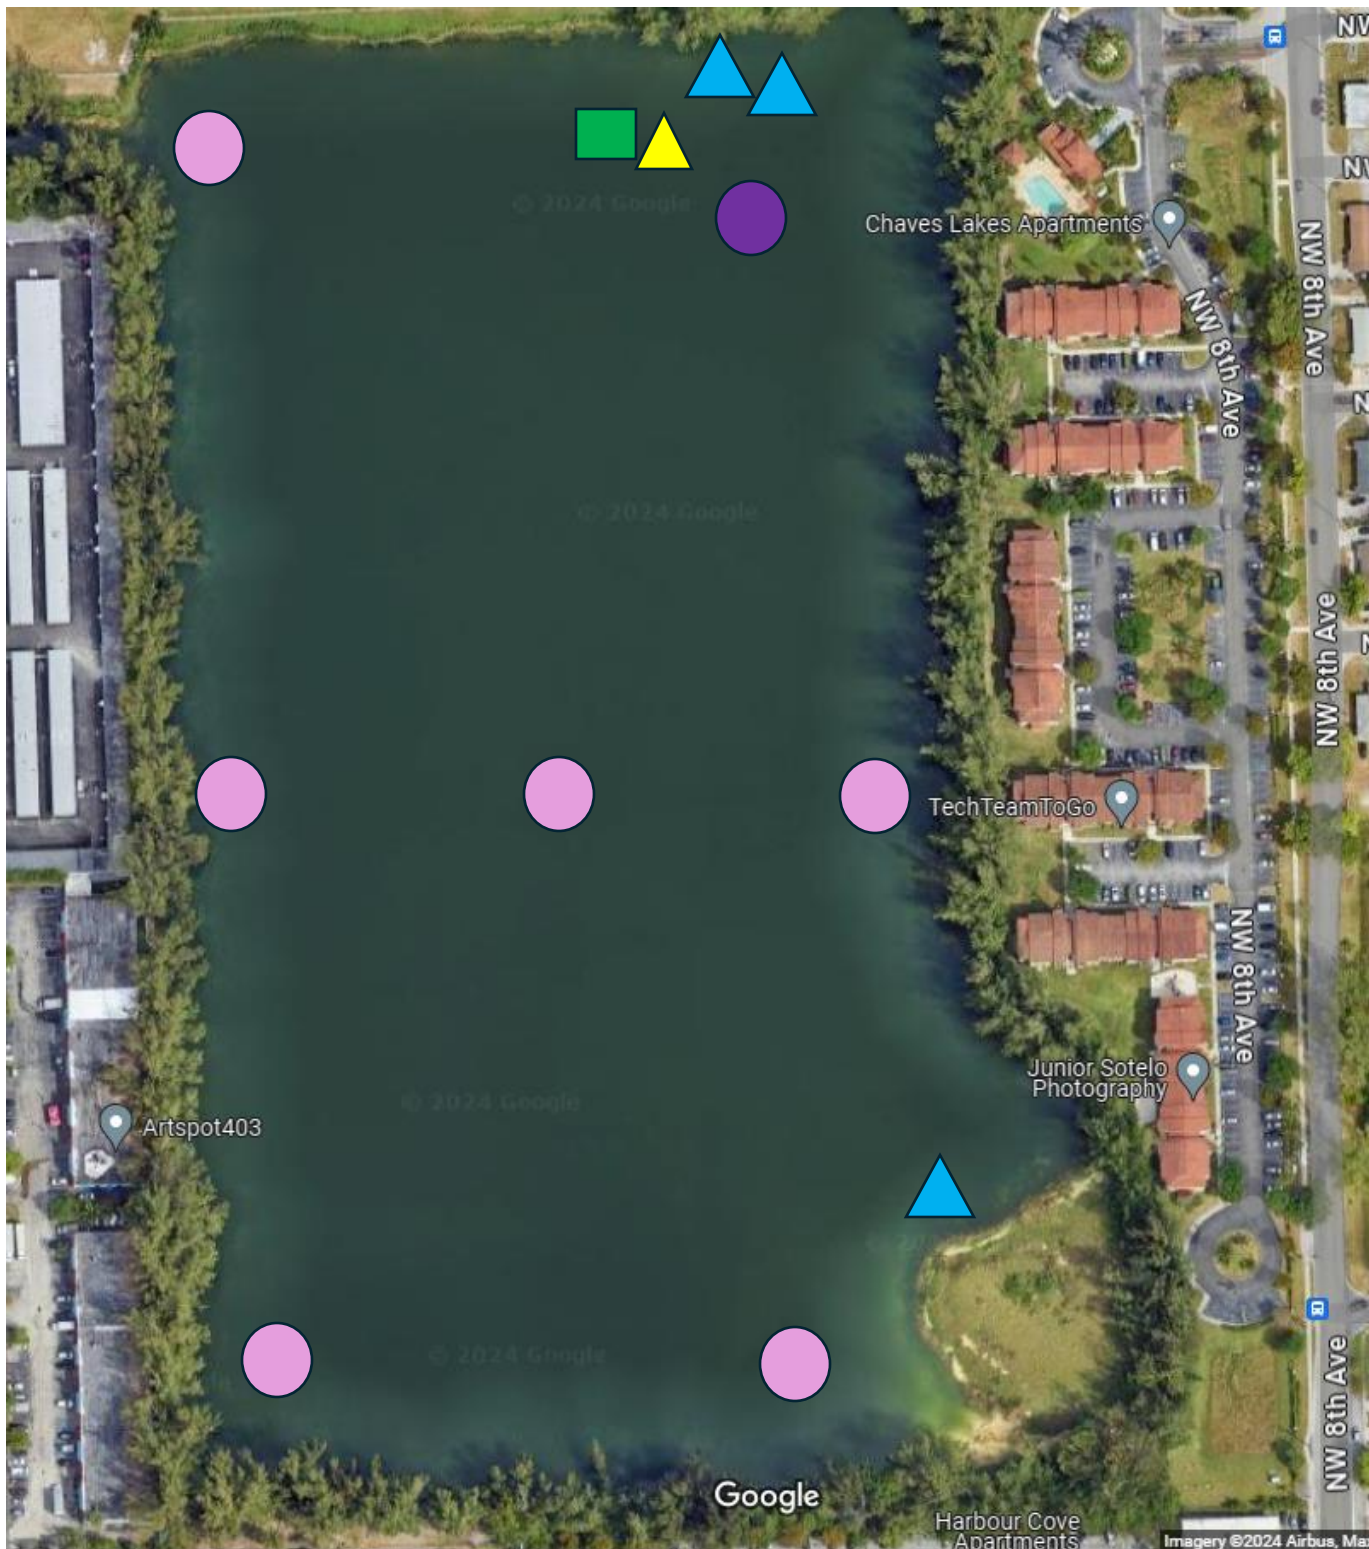 NV
© 2024 Google
NV
Chaves Lakes Apartments
NW 8th Ave
NW 8th Ave
© 2024 Google
NW 8th Ave
TechTeamToGo
NW 8th Ave
Junior Sotelo
Photography
© 2024 Google
Artspot403
© 2024 Google
NW 8th Ave
Google
Harbour Cove
Apartments
Imagery ©2024 Airbus, Ma